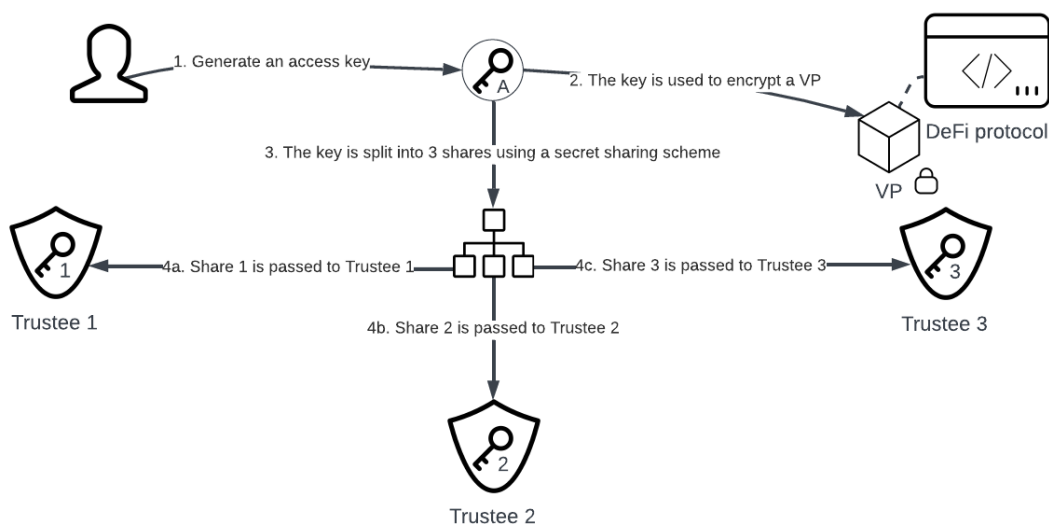 1. Generate an access key
A
2. The key is used to encrypt a VP
</>
DeFi protocol
VP
3. The key is split into 3 shares using a secret sharing scheme
1
Trustee 1
4a. Share 1 is passed to Trustee 1
4c. Share 3 is passed to Trustee 3
3
Trustee 3
4b. Share 2 is passed to Trustee 2
2
Trustee 2